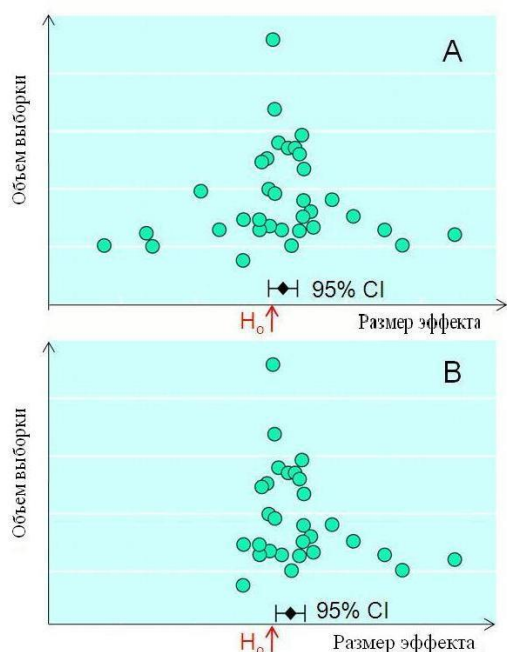 A
Объем выборки
95% CI
H₀
Размер эффекта
B
Объем выборки
95% CI
H₀
Размер эффекта